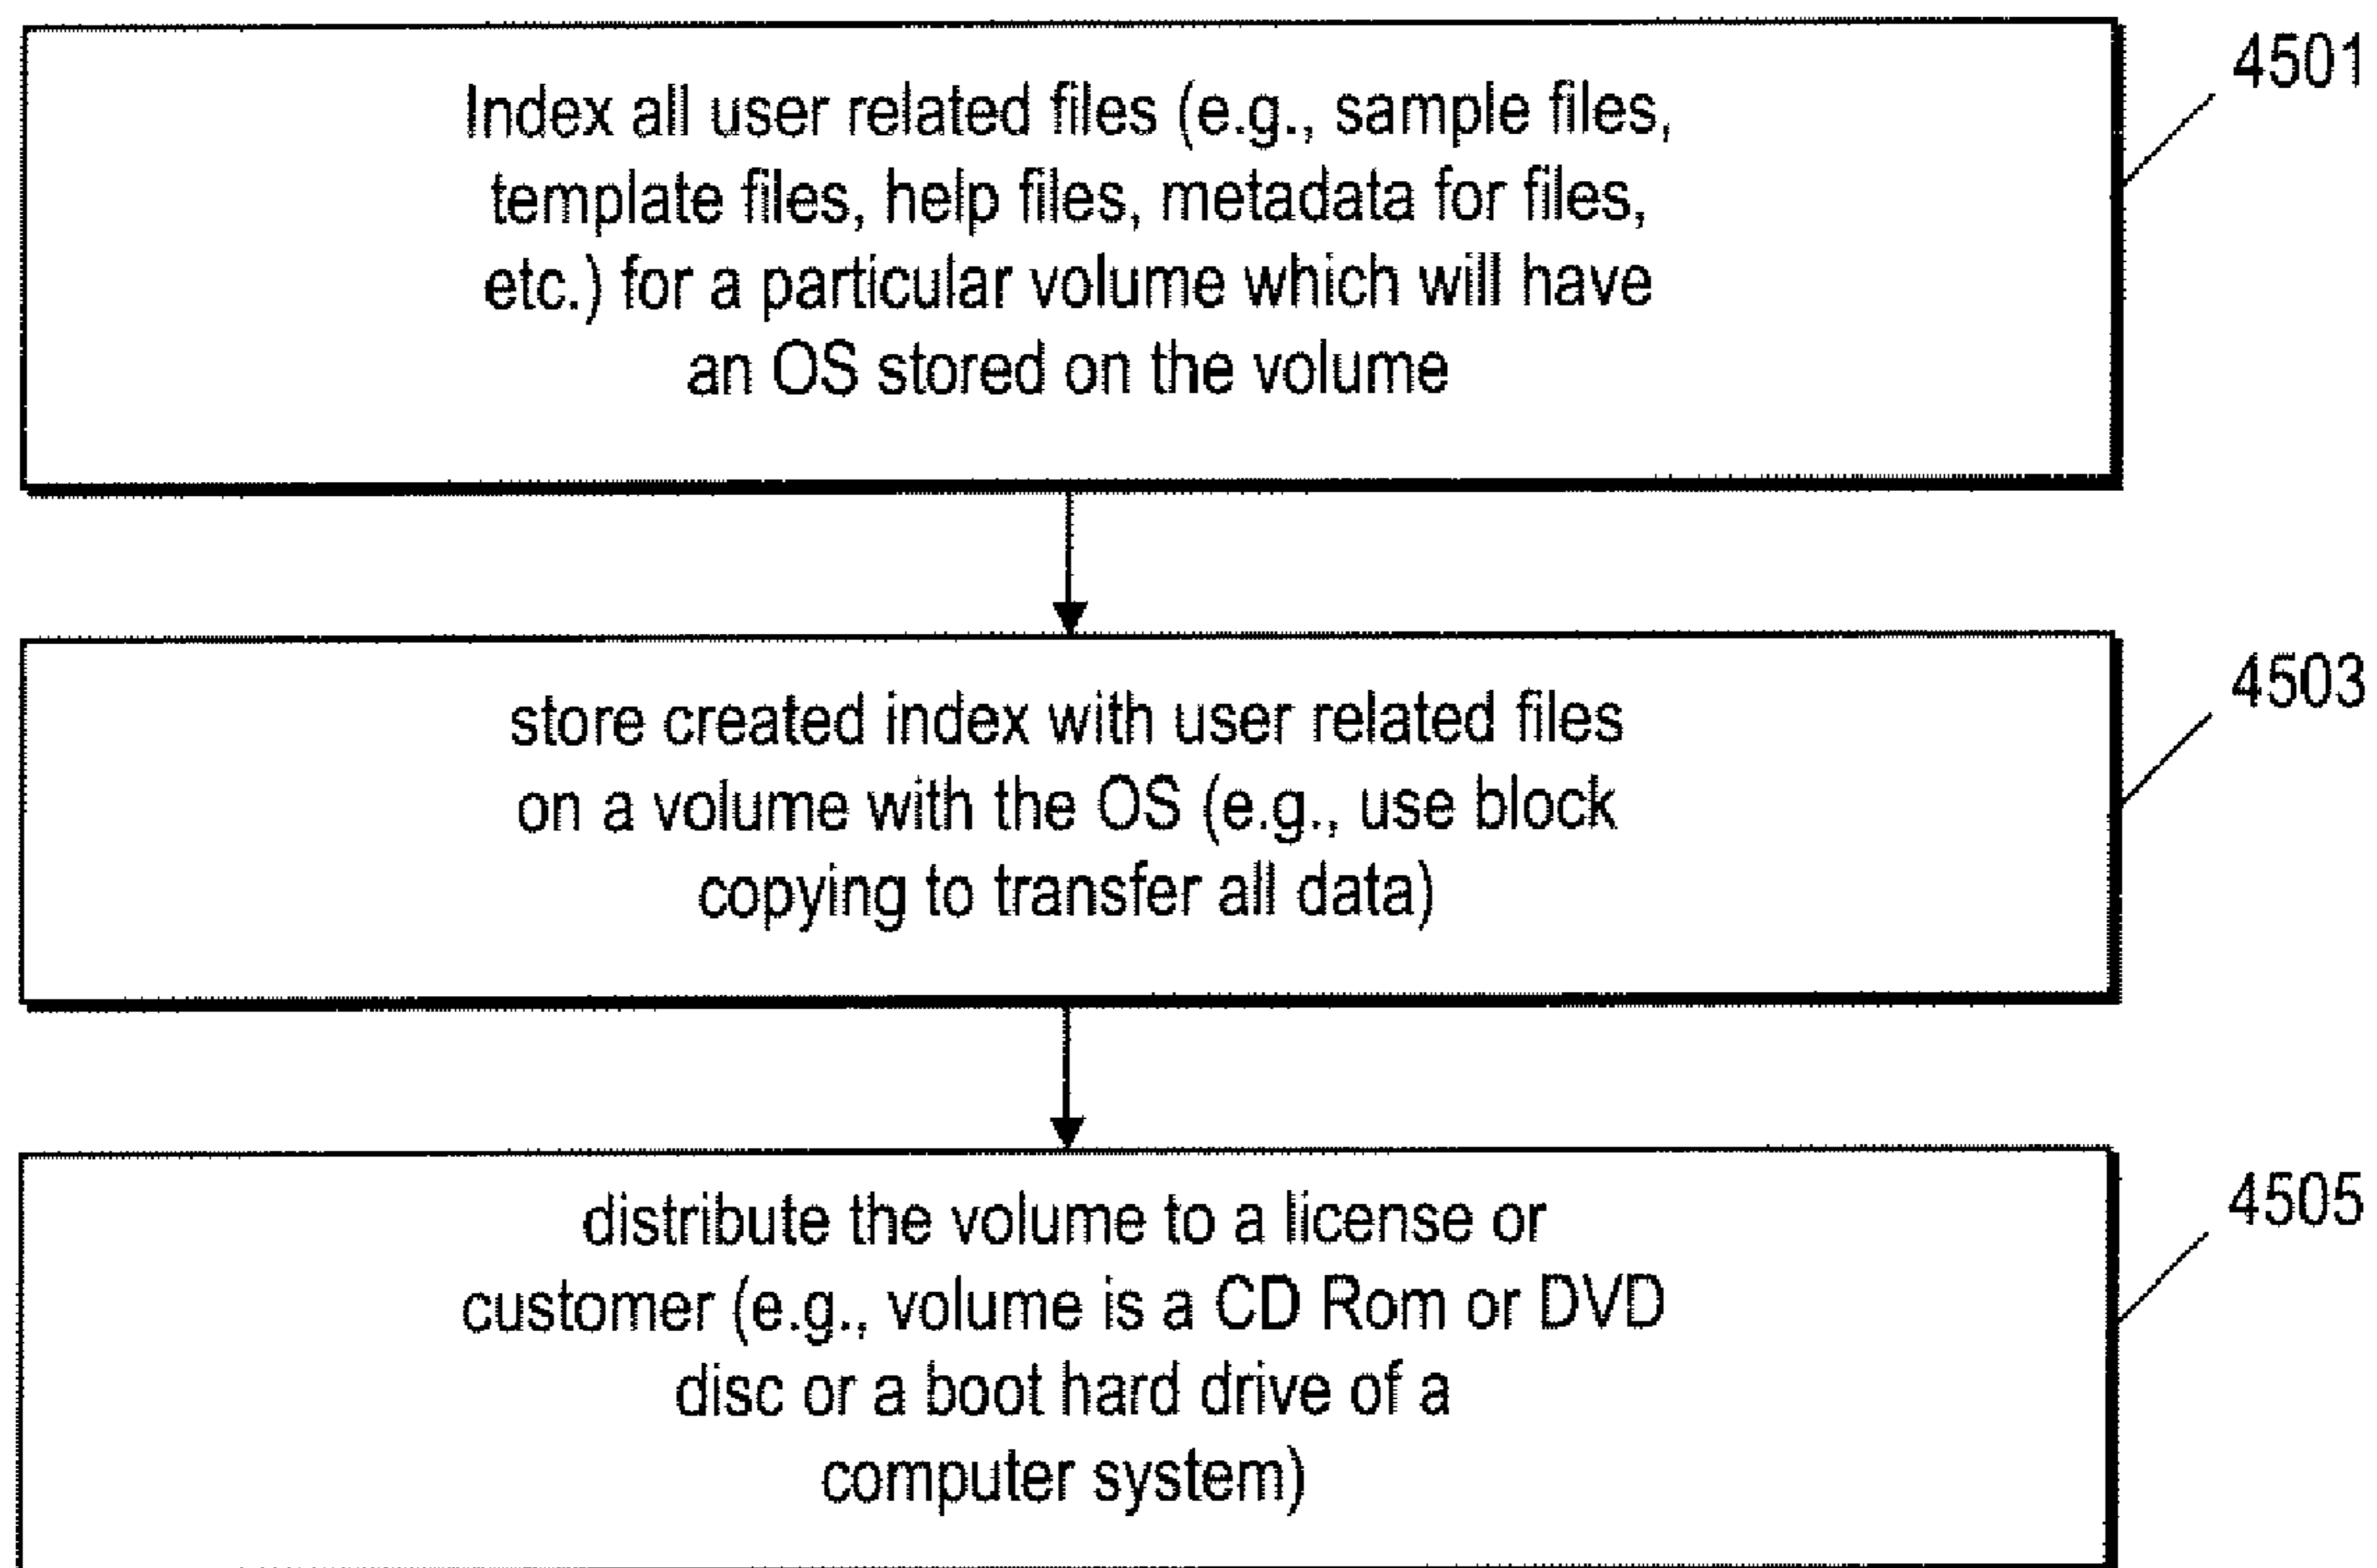 Index all user related files (e.g., sample files,
template files, help files, metadata for files,
etc.) for a particular volume which will have
an OS stored on the volume
4501
store created index with user related files
on a volume with the OS (e.g., use block
copying to transfer all data)
4503
distribute the volume to a license or
customer (e.g., volume is a CD Rom or DVD
disc or a boot hard drive of a
computer system)
4505